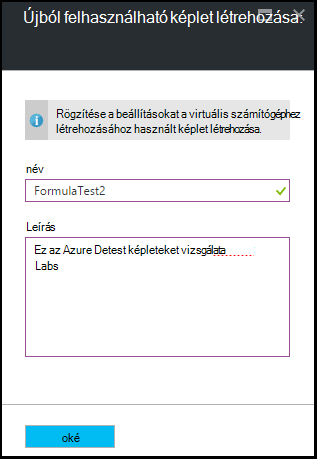 Újból felhasználható képlet létrehozása.
Rögzítése a beállításokat a virtuális számítógéphez
létrehozásához használt képlet létrehozása.
név
FormulaTest2
Leírás
Ez az Azure Detest képleteket vizsgálata
Labs
oké